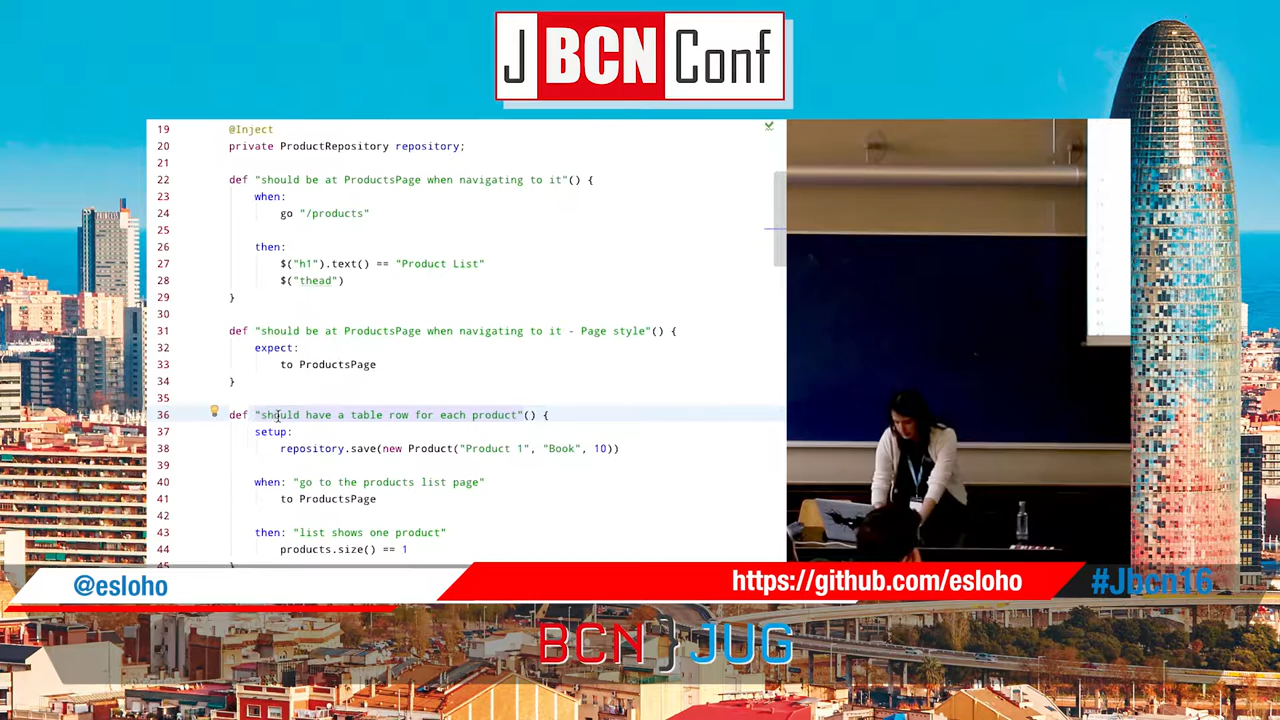 J BCN Conf
19 @Inject
20 private ProductRepository repository;
21
22 def "should be at ProductsPage when navigating to it"() {
23 when:
24 go "/products"
25
26 then:
27 $("h1").text() == "Product List"
28 $("thead")
29 }
30
31 def "should be at ProductsPage when navigating to it - Page style"() {
32 expect:
33 to ProductsPage
34 }
35
36 def "should have a table row for each product"() {
37 setup:
38 repository.save(new Product("Product 1", "Book", 10))
39
40 when: "go to the products list page"
41 to ProductsPage
42
43 then: "list shows one product"
44 products.size() == 1
45 }
@esloho
https://github.com/esloho
#Jbcn16
BCN JUG